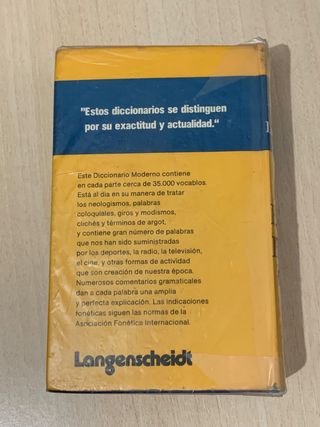 "Estos diccionarios se distinguen
por su exactitud y actualidad."
Este Diccionario Moderno contiene
en cada parte cerca de 35.000 vocablos.
Está al día en su manera de tratar
los neologismos, palabras
coloquiales, giros y modismos,
clichés y términos de argot,
y contiene gran número de palabras
que nos han sido suministradas
por los deportes, la radio, la televisión,
el cine, y otras formas de actividad
que son creación de nuestra época.
Numerosos comentarios gramaticales
dan a cada palabra una amplia
y perfecta explicación. Las indicaciones
fonéticas siguen las normas de la
Asociación Fonética Internacional.
Langenscheidt